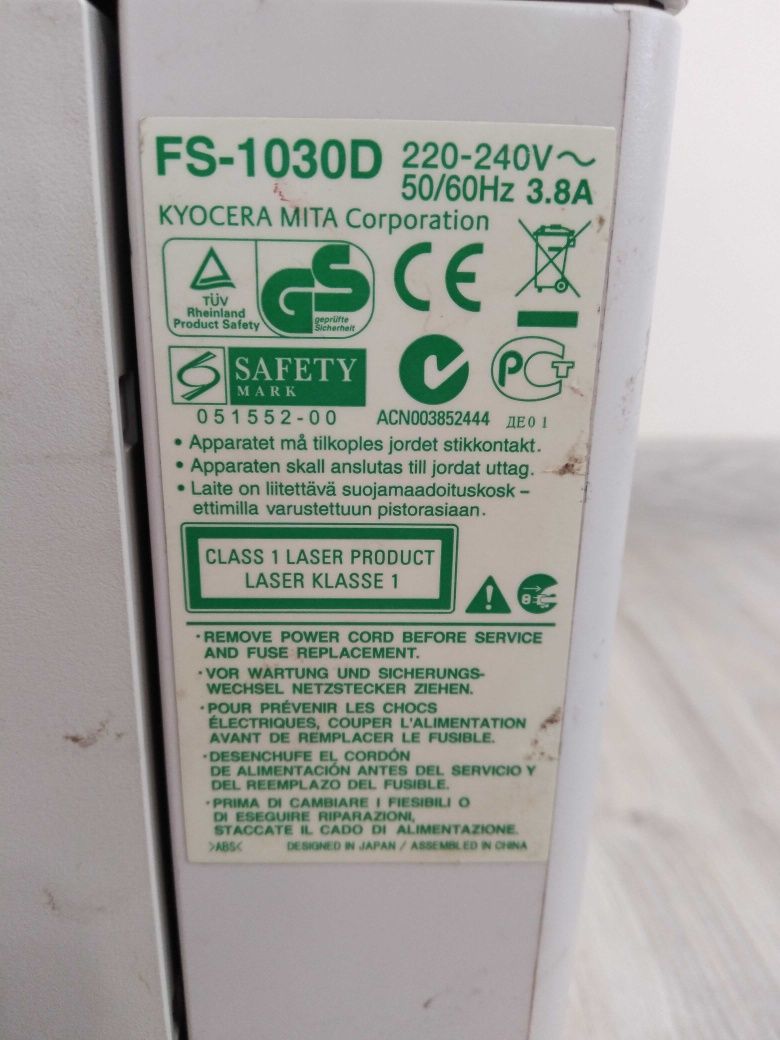 FS-1030D 220-240V~
50/60Hz 3.8A
KYOCERA MITA Corporation
TÜV
Rheinland
Product Safety
GS
geprüfte
Sicherheit
CE
S SAFETY
MARK
PCT
051552-00 ACN003852444 ДЕ01
• Apparatet må tilkoples jordet stikkontakt.
• Apparaten skall anslutas till jordat uttag.
• Laite on liitettävä suojamaadoituskosk –
ettimilla varustettuun pistorasiaan.
CLASS 1 LASER PRODUCT
LASER KLASSE 1
·REMOVE POWER CORD BEFORE SERVICE
AND FUSE REPLACEMENT.
·VOR WARTUNG UND SICHERUNGS-
WECHSEL NETZSTECKER ZIEHEN.
·POUR PRÉVENIR LES CHOCS
ÉLECTRIQUES, COUPER L'ALIMENTATION
AVANT DE REMPLACER LE FUSIBLE.
·DESENCHUFE EL CORDÓN
DE ALIMENTACIÓN ANTES DEL SERVICIO Y
DEL REEMPLAZO DEL FUSIBLE.
·PRIMA DI CAMBIARE I FIESIBILI O
DI ESEGUIRE RIPARAZIONI,
STACCATE IL CADO DI ALIMENTAZIONE.
>ABS< DESIGNED IN JAPAN / ASSEMBLED IN CHINA